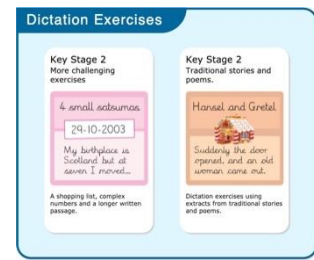 Dictation Exercises
Key Stage 2
More challenging
exercises
4 small satsumas
29-10-2003
My birthplace is
Scotland but at
seven I moved...
A shopping list, complex
numbers and a longer written
passage.
Key Stage 2
Traditional stories and
poems.
Hansel and Gretel
Suddenly the door
opened, and an old
woman came out.
Dictation exercises using
extracts from traditional stories
and poems.